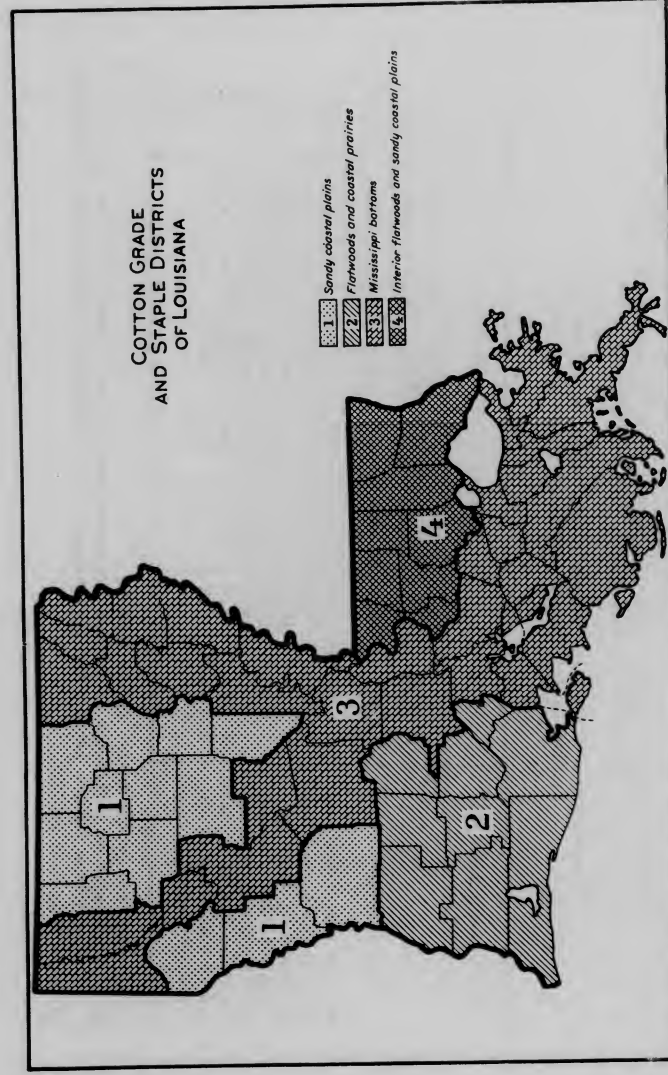 COTTON GRADE
AND STAPLE DISTRICTS
OF LOUISIANA
1 Sandy coastal plains
2 Flatwoods and coastal prairies
3 Mississippi bottoms
4 Interior flatwoods and sandy coastal plains
1
1
3
4
2